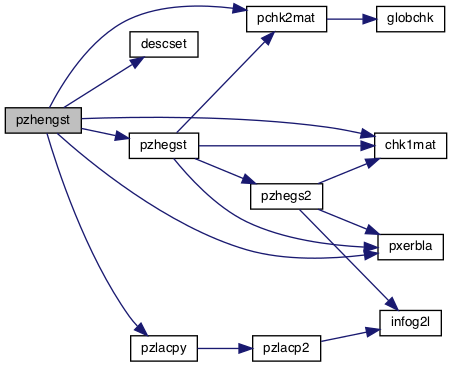 pchk2mat
globchk
descset
pzhengst
pzhegst
chk1mat
pzhegs2
pxerbla
infog2l
pzlacpy
pzlacp2